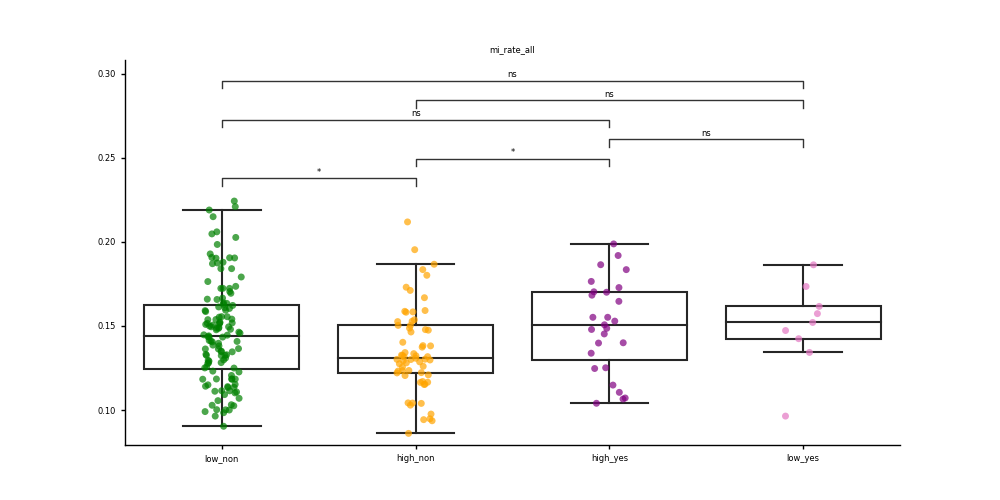 mi_rate_all
0.30
ns
ns
ns
ns
0.25
*
*
0.20
0.15
0.10
low_non
high_non
high_yes
low_yes